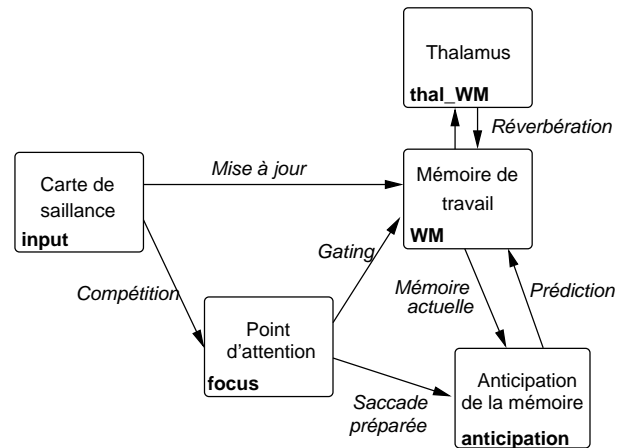 Thalamus
thal_WM
Réverbération
Carte de
saillance
input
Mise à jour
Mémoire de
travail
WM
Gating
Compétition
Mémoire
actuelle
Prédiction
Point
d'attention
focus
Saccade
préparée
Anticipation
de la mémoire
anticipation